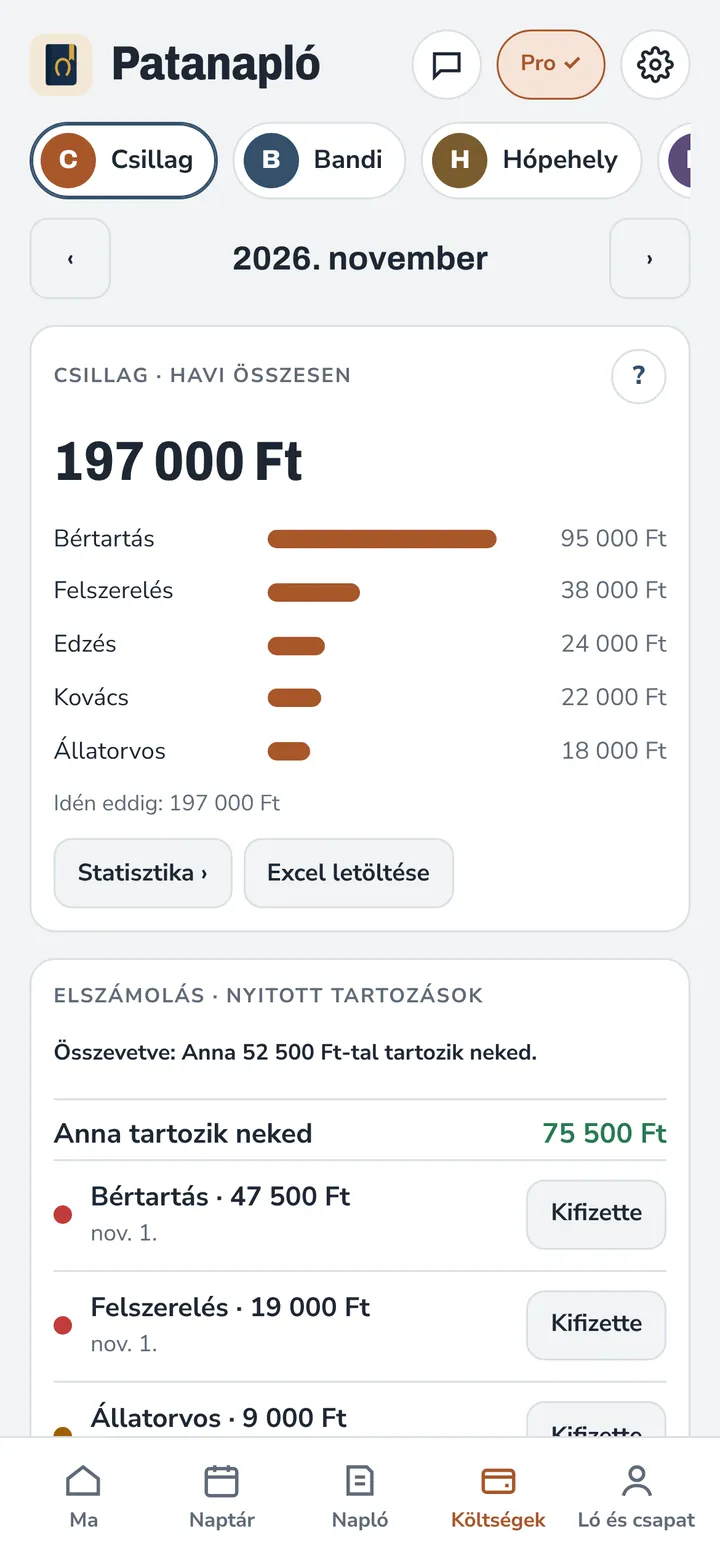 Patanapló
Pro ✓
C Csillag
B Bandi
H Hópehely
‹ 2026. november ›
CSILLAG · HAVI ÖSSZESEN ?
197 000 Ft
Bértartás 95 000 Ft
Felszerelés 38 000 Ft
Edzés 24 000 Ft
Kovács 22 000 Ft
Állatorvos 18 000 Ft
Idén eddig: 197 000 Ft
Statisztika › Excel letöltése
ELSZÁMOLÁS · NYITOTT TARTOZÁSOK
Összevetve: Anna 52 500 Ft-tal tartozik neked.
Anna tartozik neked 75 500 Ft
Bértartás · 47 500 Ft Kifizette
nov. 1.
Felszerelés · 19 000 Ft Kifizette
nov. 1.
Állatorvos · 9 000 Ft Kifizette
Ma Naptár Napló Költségek Ló és csapat